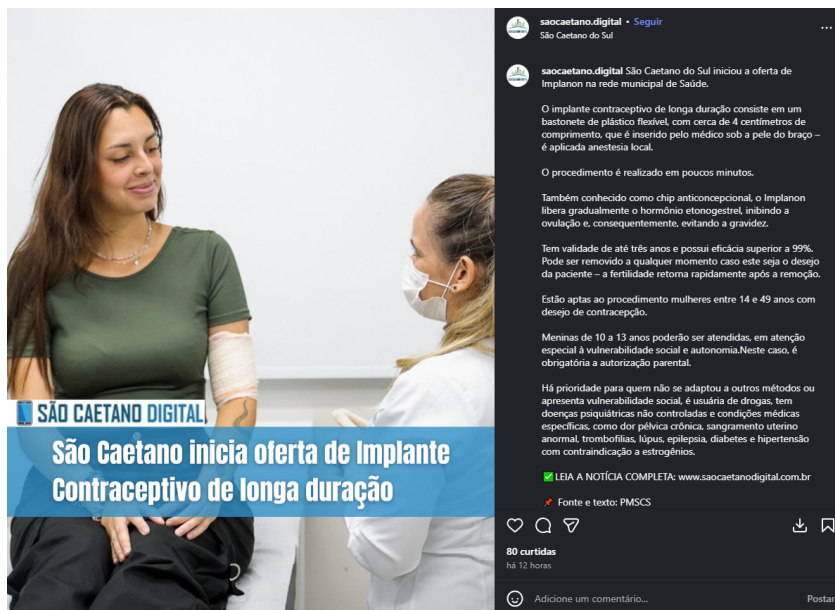 SÃO CAETANO DIGITAL
São Caetano inicia oferta de Implante
Contraceptivo de longa duração
saocaetano.digital • Seguir
São Caetano do Sul
saocaetano.digital São Caetano do Sul iniciou a oferta de
Implanon na rede municipal de Saúde.
O implante contraceptivo de longa duração consiste em um
bastonete de plástico flexível, com cerca de 4 centímetros de
comprimento, que é inserido pelo médico sob a pele do braço –
é aplicada anestesia local.
O procedimento é realizado em poucos minutos.
Também conhecido como chip anticoncepcional, o Implanon
libera gradualmente o hormônio etonogestrel, inibindo a
ovulação e, consequentemente, evitando a gravidez.
Tem validade de até três anos e possui eficácia superior a 99%.
Pode ser removido a qualquer momento caso este seja o desejo
da paciente – a fertilidade retorna rapidamente após a remoção.
Estão aptas ao procedimento mulheres entre 14 e 49 anos com
desejo de contracepção.
Meninas de 10 a 13 anos poderão ser atendidas, em atenção
especial à vulnerabilidade social e autonomia.Neste caso, é
obrigatória a autorização parental.
Há prioridade para quem não se adaptou a outros métodos ou
apresenta vulnerabilidade social, é usuária de drogas, tem
doenças psiquiátricas não controladas e condições médicas
específicas, como dor pélvica crônica, sangramento uterino
anormal, trombofilias, lúpus, epilepsia, diabetes e hipertensão
com contraindicação a estrogênios.
✅ LEIA A NOTÍCIA COMPLETA: www.saocaetanodigital.com.br
📌 Fonte e texto: PMSCS
80 curtidas
há 12 horas
Adicione um comentário...
Postar